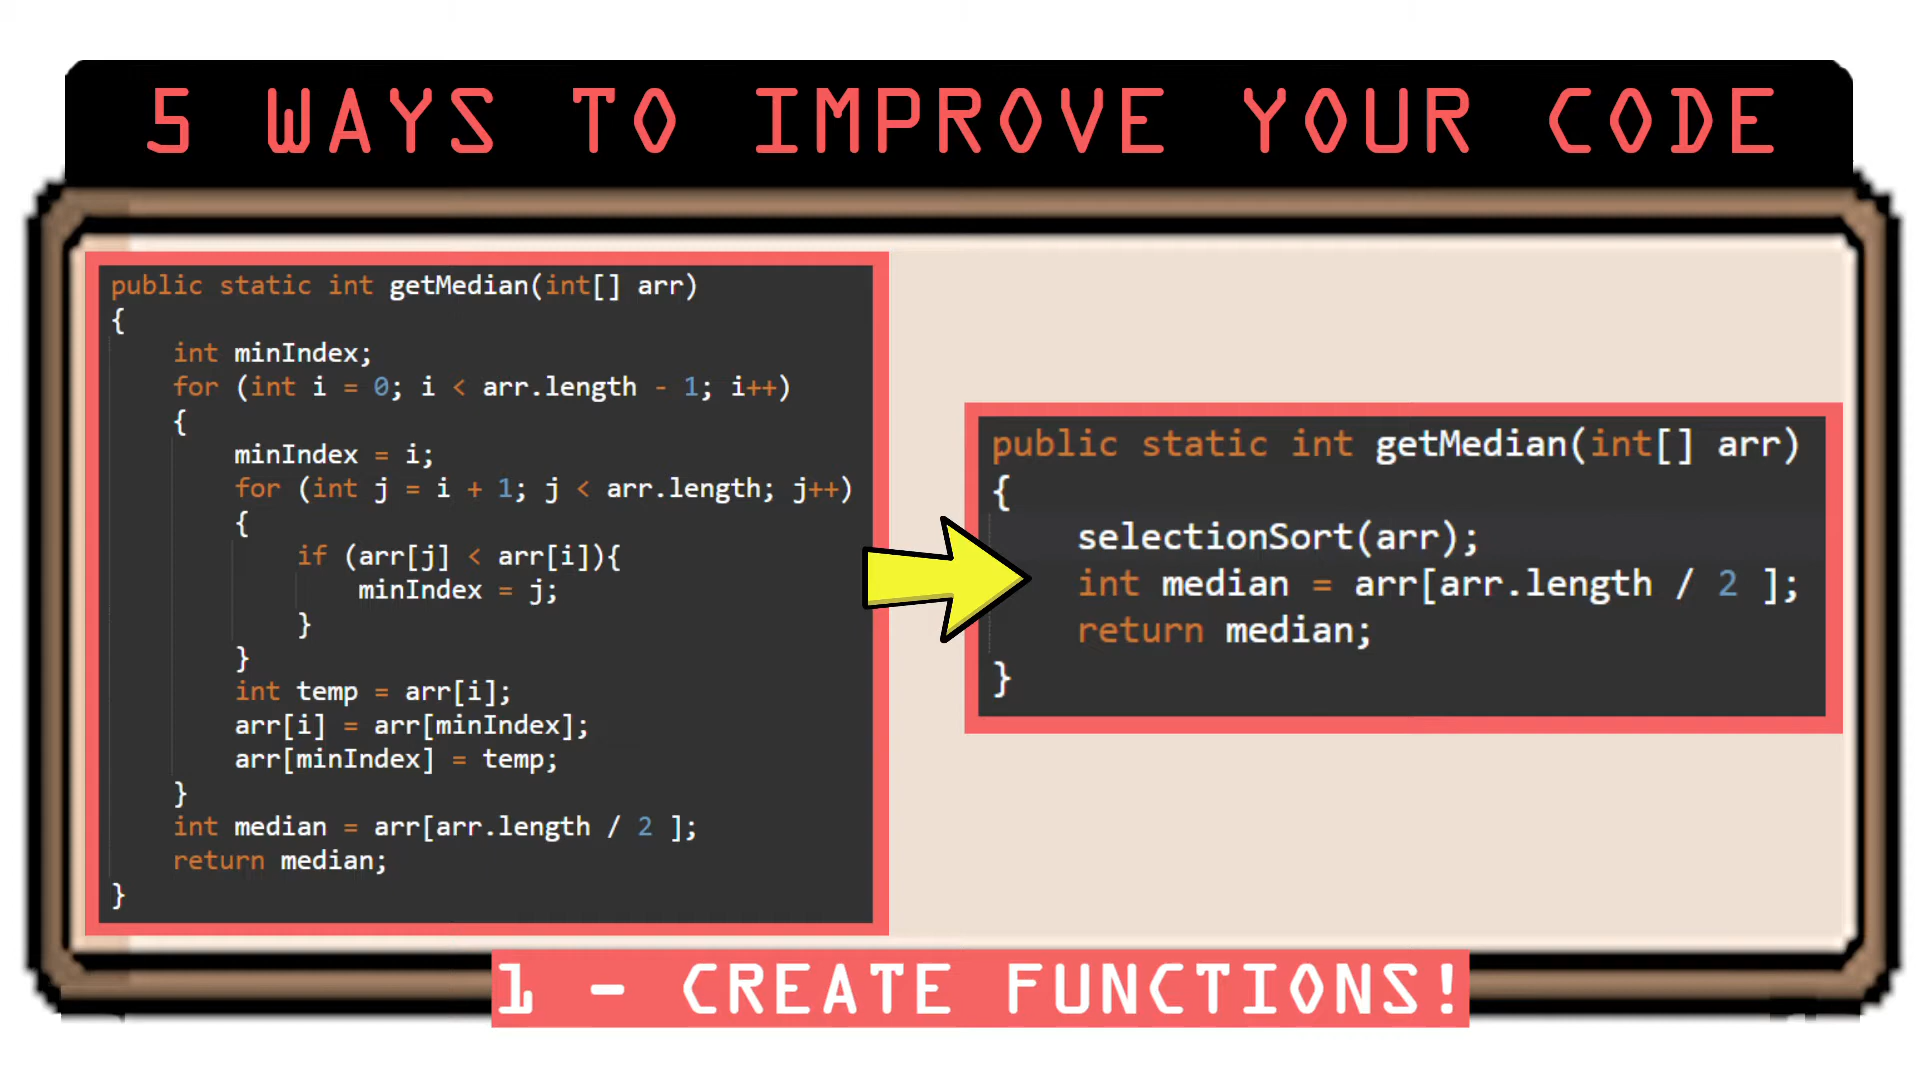 5 WAYS TO IMPROVE YOUR CODE
public static int getMedian(int[] arr)
{
    int minIndex;
    for (int i = 0; i < arr.length - 1; i++)
    {
        minIndex = i;
        for (int j = i + 1; j < arr.length; j++)
        {
            if (arr[j] < arr[i]){
                minIndex = j;
            }
        }
        int temp = arr[i];
        arr[i] = arr[minIndex];
        arr[minIndex] = temp;
    }
    int median = arr[arr.length / 2 ];
    return median;
}
public static int getMedian(int[] arr)
{
    selectionSort(arr);
    int median = arr[arr.length / 2 ];
    return median;
}
1 - CREATE FUNCTIONS!